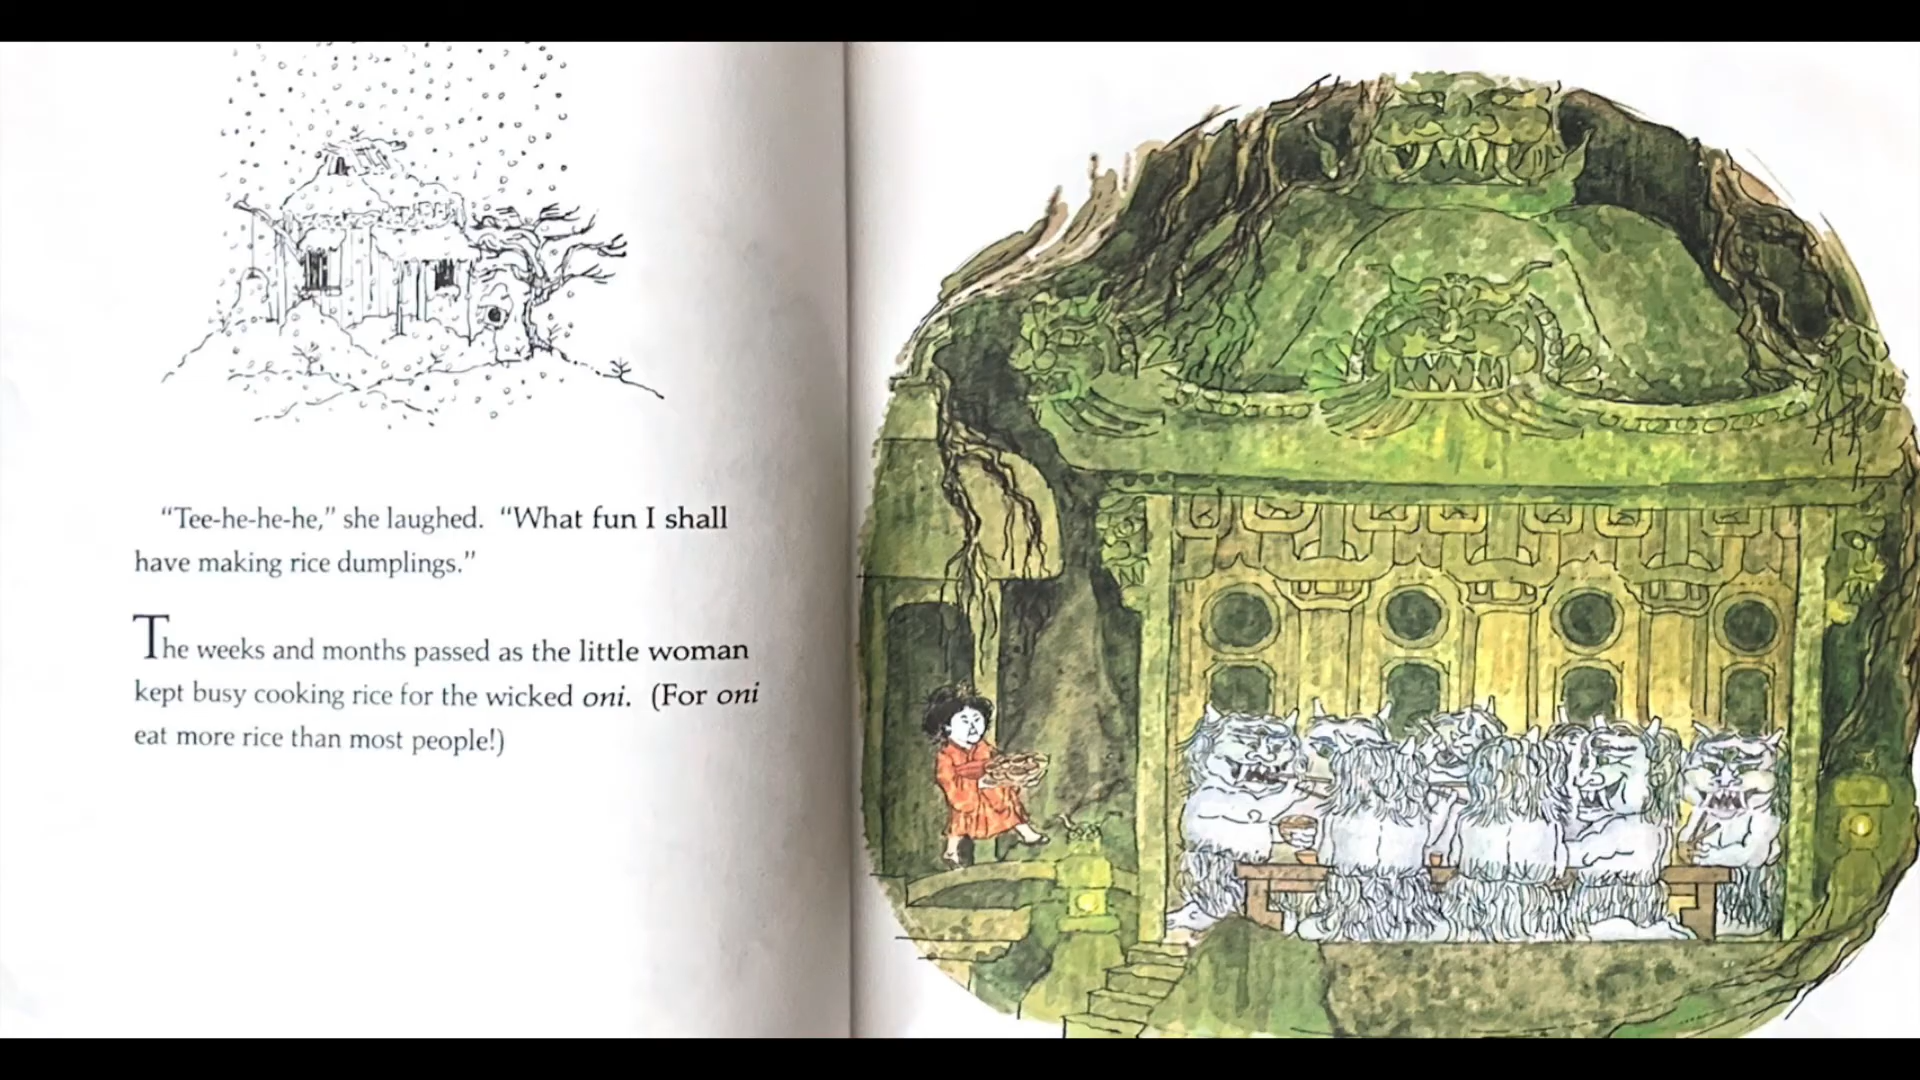 “Tee-he-he-he,” she laughed. “What fun I shall
have making rice dumplings.”
The weeks and months passed as the little woman
kept busy cooking rice for the wicked oni. (For oni
eat more rice than most people!)